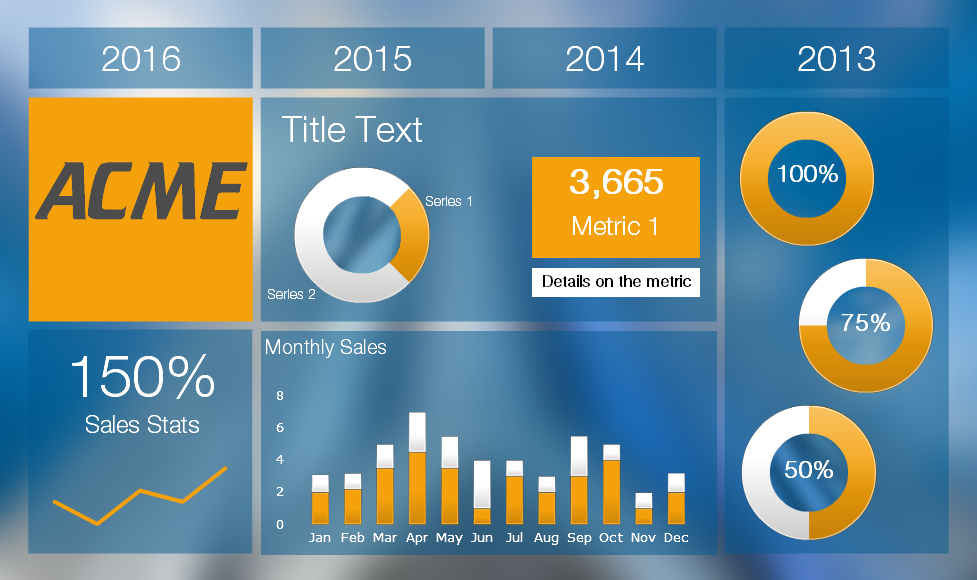 2016
2015
2014
2013
ACME
Title Text
Series 1
Series 2
3,665
Metric 1
Details on the metric
100%
75%
50%
150%
Sales Stats
Monthly Sales
8
6
4
2
0
Jan Feb Mar Apr May Jun Jul Aug Sep Oct Nov Dec